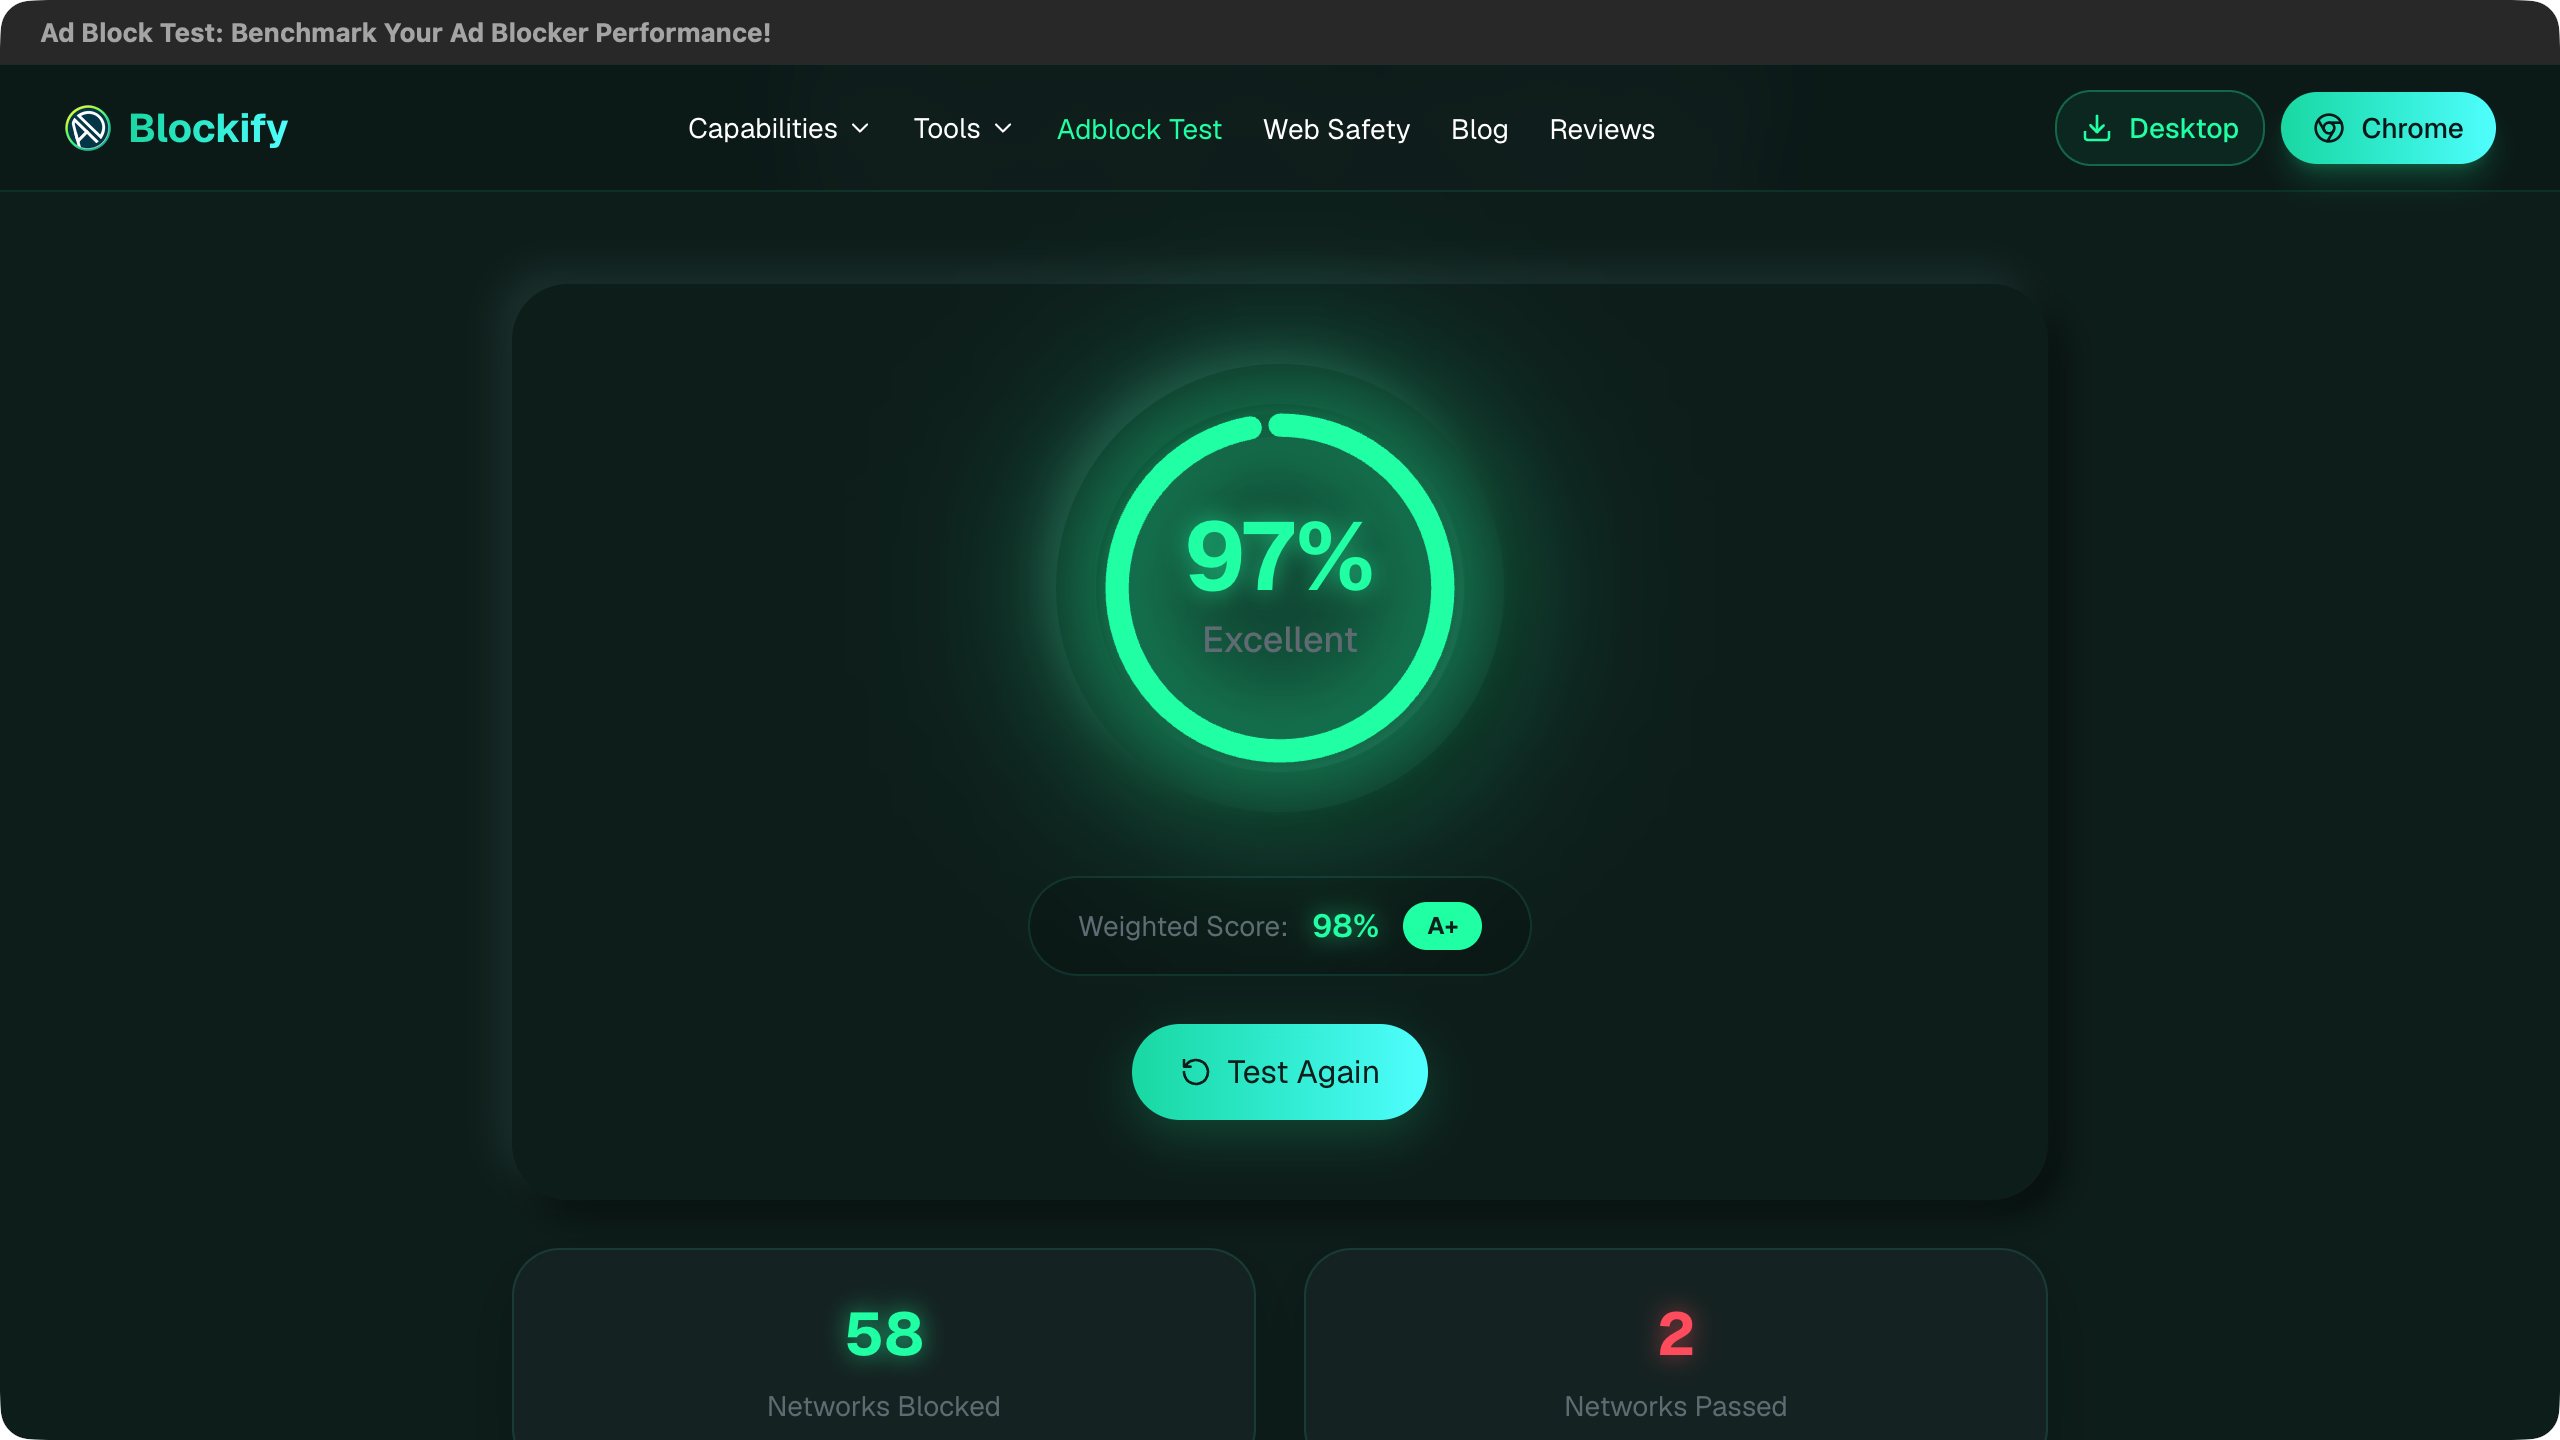 Ad Block Test: Benchmark Your Ad Blocker Performance!
Blockify
Capabilities
Tools
Adblock Test
Web Safety
Blog
Reviews
Desktop
Chrome
97%
Excellent
Weighted Score: 98% A+
Test Again
58
Networks Blocked
2
Networks Passed